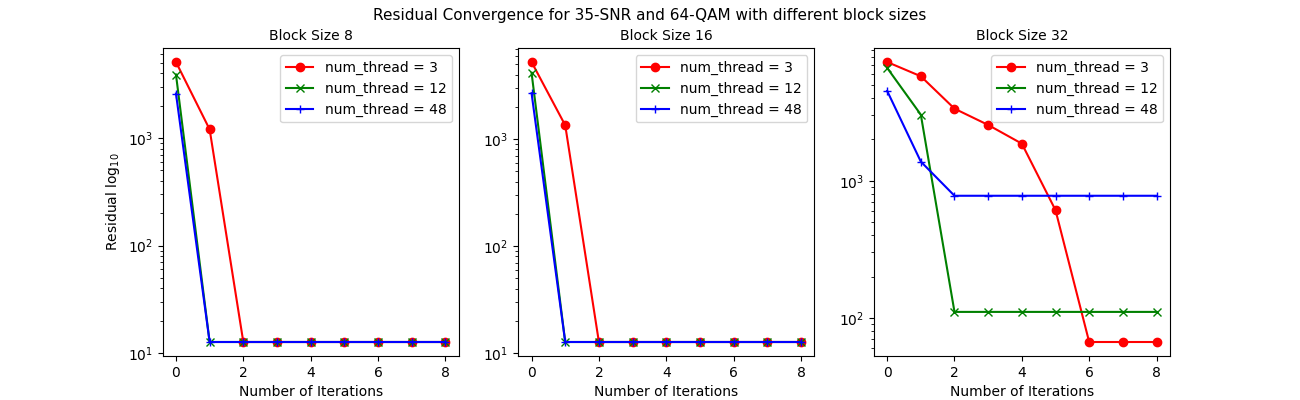 Residual Convergence for 35-SNR and 64-QAM with different block sizes
Block Size 8
num_thread = 3
num_thread = 12
num_thread = 48
10³
10²
10¹
Residual log₁₀
0 2 4 6 8
Number of Iterations
Block Size 16
num_thread = 3
num_thread = 12
num_thread = 48
10³
10²
10¹
0 2 4 6 8
Number of Iterations
Block Size 32
num_thread = 3
num_thread = 12
num_thread = 48
10³
10²
0 2 4 6 8
Number of Iterations